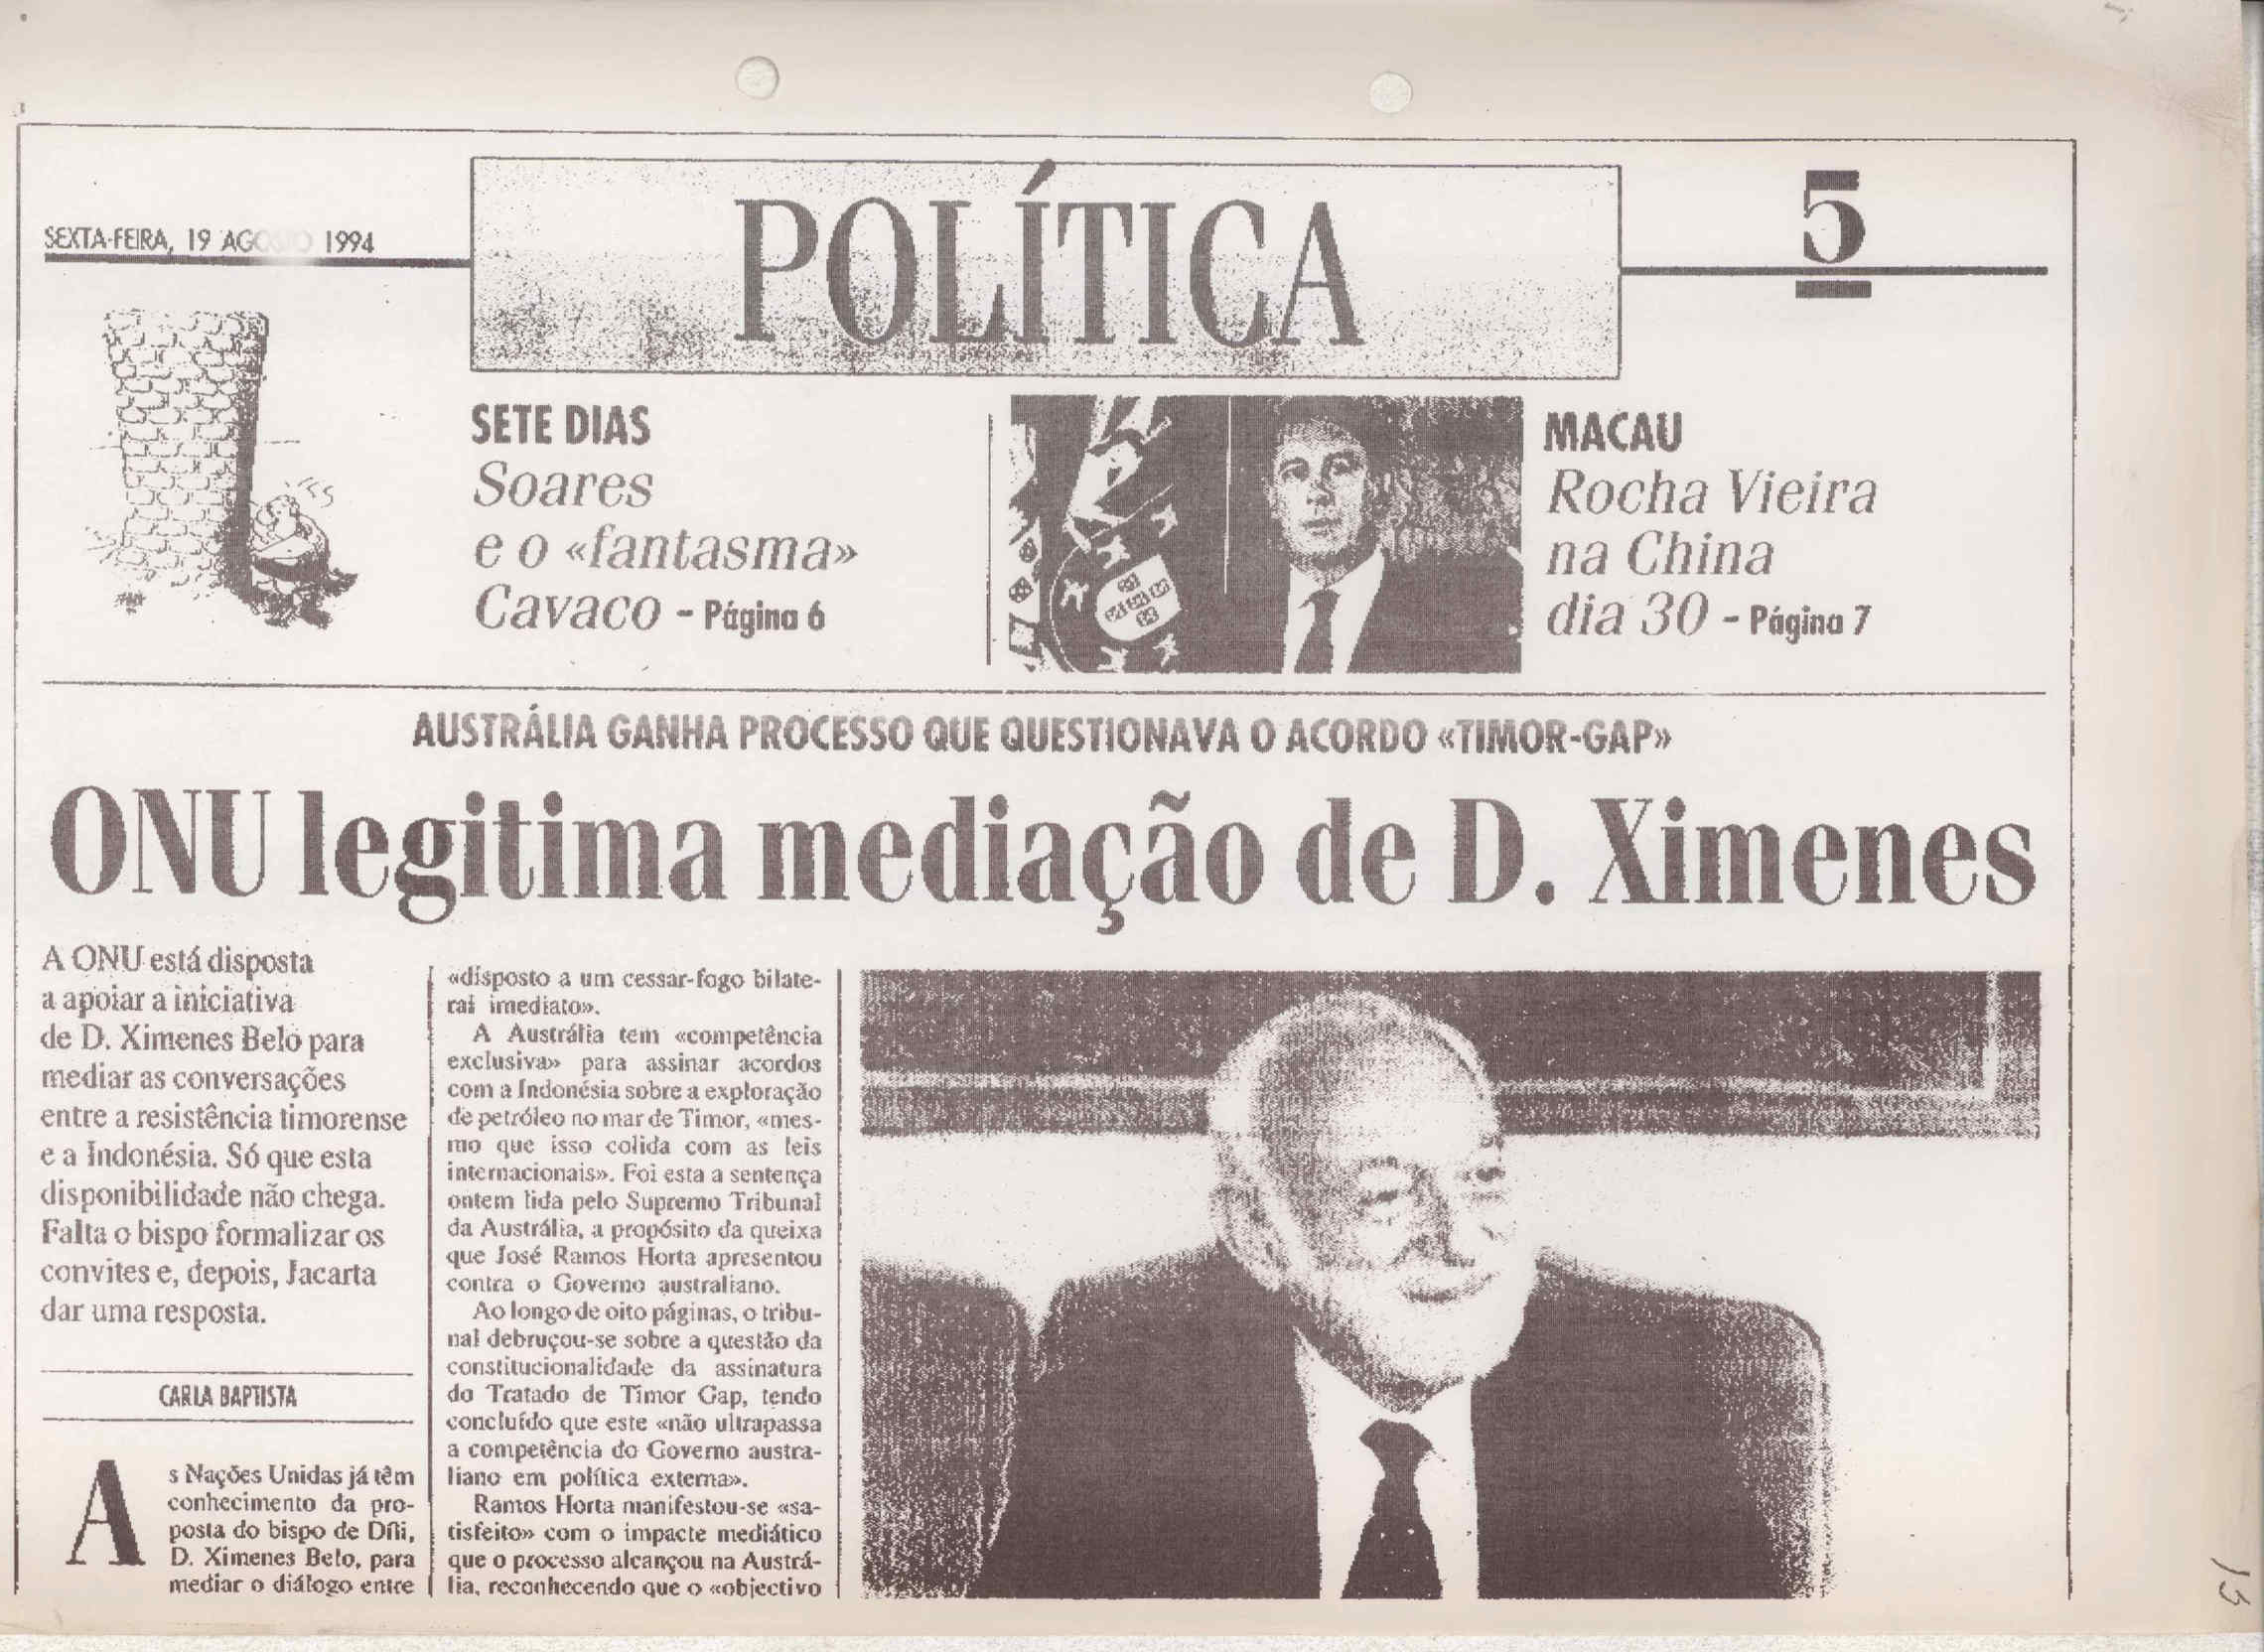 SEXTA-FEIRA, 19 AGOSTO 1994
POLÍTICA
5
SETE DIAS
Soares
e o «fantasma»
Cavaco - Página 6
MACAU
Rocha Vieira
na China
dia 30 - Página 7
AUSTRÁLIA GANHA PROCESSO QUE QUESTIONAVA O ACORDO «TIMOR-GAP»
ONU legitima mediação de D. Ximenes
A ONU está disposta
a apoiar a iniciativa
de D. Ximenes Belo para
mediar as conversações
entre a resistência timorense
e a Indonésia. Só que esta
disponibilidade não chega.
Falta o bispo formalizar os
convites e, depois, Jacarta
dar uma resposta.
CARLA BAPTISTA
As Nações Unidas já têm
conhecimento da pro-
posta do bispo de Díli,
D. Ximenes Belo, para
mediar o diálogo entre
«disposto a um cessar-fogo bilate-
ral imediato».
A Austrália tem «competência
exclusiva» para assinar acordos
com a Indonésia sobre a exploração
de petróleo no mar de Timor, «mes-
mo que isso colida com as leis
internacionais». Foi esta a sentença
ontem lida pelo Supremo Tribunal
da Austrália, a propósito da queixa
que José Ramos Horta apresentou
contra o Governo australiano.
Ao longo de oito páginas, o tribu-
nal debruçou-se sobre a questão da
constitucionalidade da assinatura
do Tratado de Timor Gap, tendo
concluído que este «não ultrapassa
a competência do Governo austra-
liano em política externa».
Ramos Horta manifestou-se «sa-
tisfeito» com o impacte mediático
que o processo alcançou na Austrá-
lia, reconhecendo que o «objectivo
13